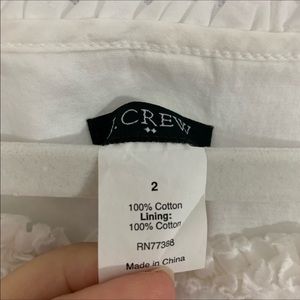 J.CREW
2
100% Cotton
Lining:
100% Cotton
RN77388
Made in China